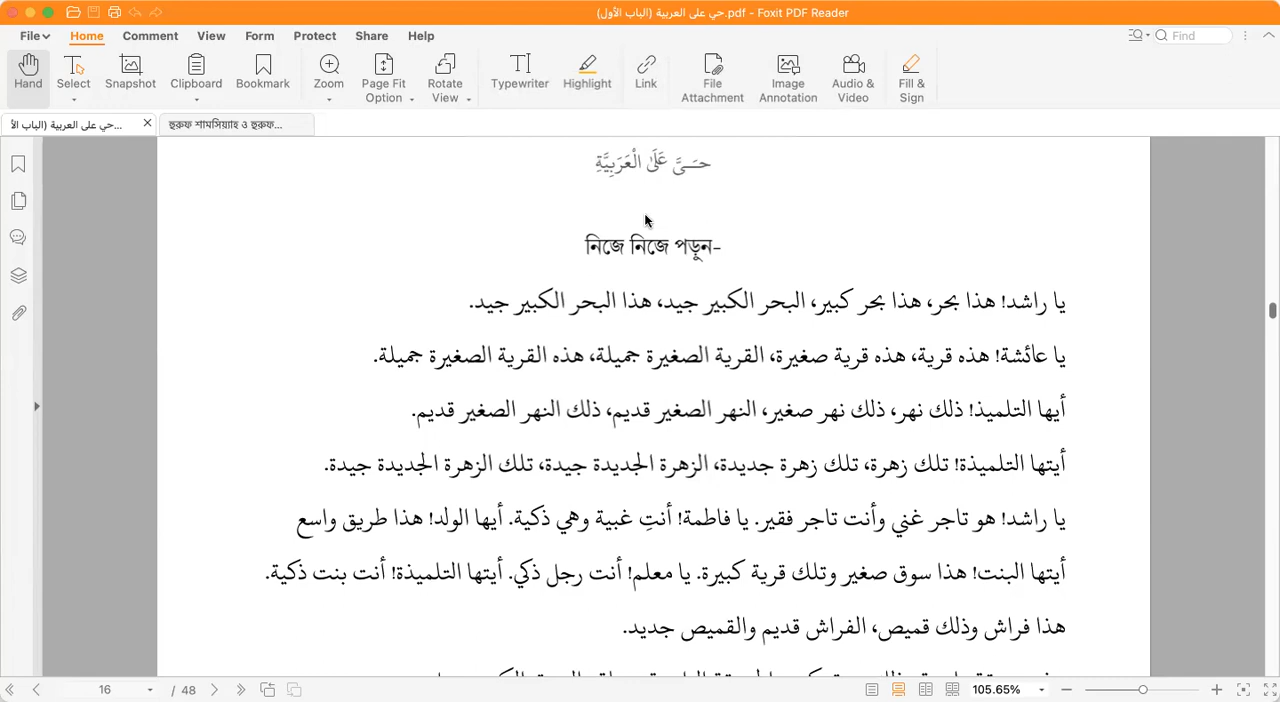 حي على العربية (الباب الأول).pdf - Foxit PDF Reader
File Home Comment View Form Protect Share Help
Find
Hand Select Snapshot Clipboard Bookmark Zoom Page Fit Option Rotate View Typewriter Highlight Link File Attachment Image Annotation Audio & Video Fill & Sign
حي على العربية (الباب الأ...
হুরুফ শামসিয়্যাহ ও হুরুফ...
حَـيَّ عَلَى الْعَرَبِيَّةِ
নিজে নিজে পড়ুন-
يا راشد! هذا بحر، هذا بحر كبير، البحر الكبير جيد، هذا البحر الكبير جيد.
يا عائشة! هذه قرية، هذه قرية صغيرة، القرية الصغيرة جميلة، هذه القرية الصغيرة جميلة.
أيها التلميذ! ذلك نهر، ذلك نهر صغير، النهر الصغير قديم، ذلك النهر الصغير قديم.
أيتها التلميذة! تلك زهرة، تلك زهرة جديدة، الزهرة الجديدة جيدة، تلك الزهرة الجديدة جيدة.
يا راشد! هو تاجر غني وأنت تاجر فقير. يا فاطمة! أنتِ غبية وهي ذكية. أيها الولد! هذا طريق واسع
أيتها البنت! هذا سوق صغير وتلك قرية كبيرة. يا معلم! أنت رجل ذكي. أيتها التلميذة! أنت بنت ذكية.
هذا فراش وذلك قميص، الفراش قديم والقميص جديد.
16 / 48
105.65%